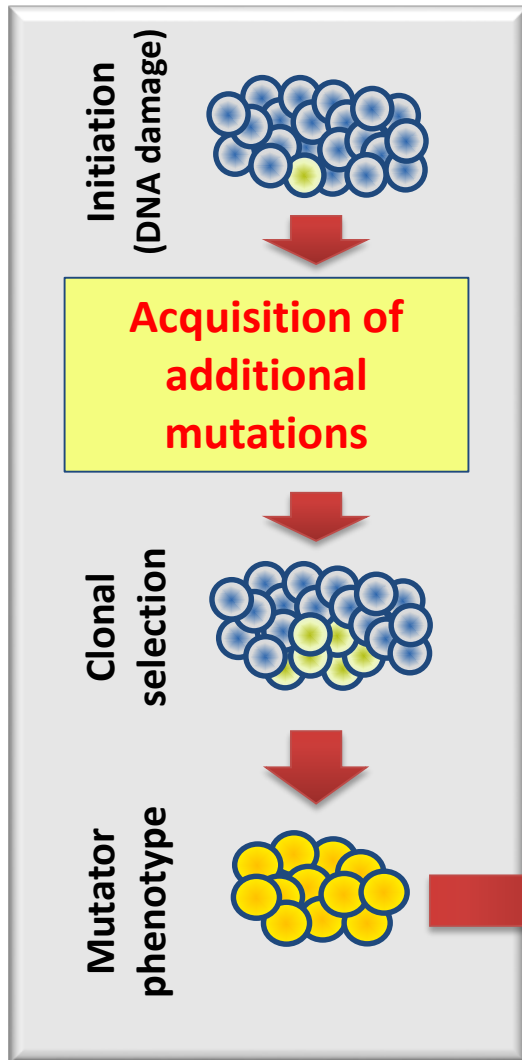 Initiation
(DNA damage)
Acquisition of
additional
mutations
Clonal
selection
Mutator
phenotype